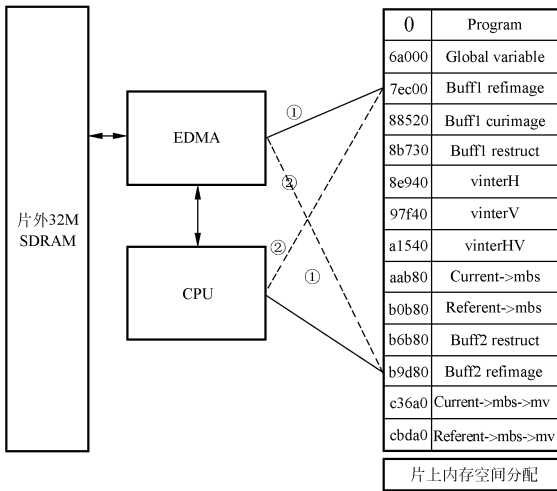 片外32M
SDRAM
EDMA
CPU
①
②
②
①
0 Program
6a000 Global variable
7ec00 Buff1 refimage
88520 Buff1 curimage
8b730 Buff1 restruct
8e940 vinterH
97f40 vinterV
a1540 vinterHV
aab80 Current->mbs
b0b80 Referent->mbs
b6b80 Buff2 restruct
b9d80 Buff2 refimage
c36a0 Current->mbs->mv
cbda0 Referent->mbs->mv
片上内存空间分配